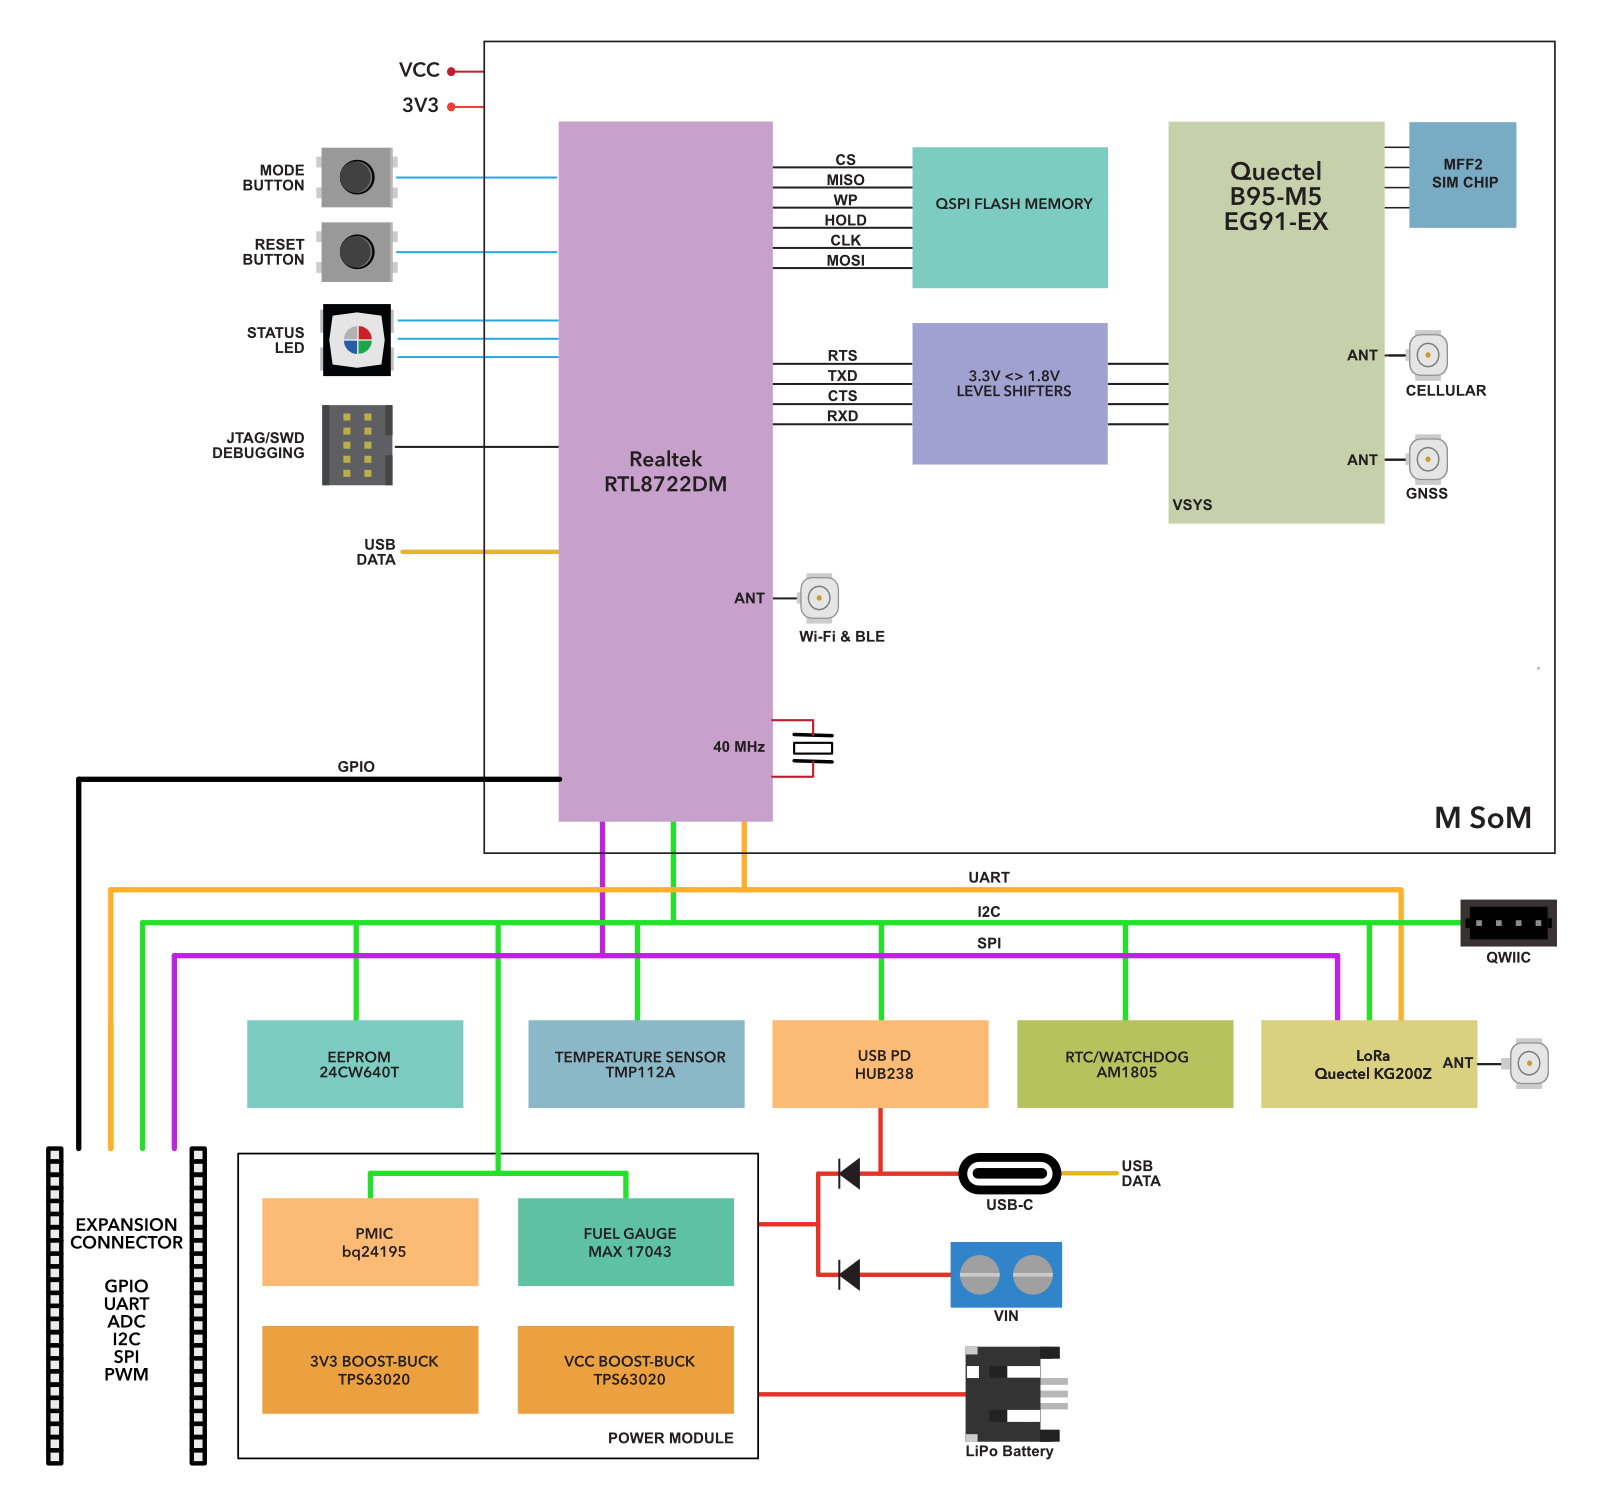 VCC
3V3
MODE
BUTTON
RESET
BUTTON
STATUS
LED
JTAG/SWD
DEBUGGING
USB
DATA
GPIO
Realtek
RTL8722DM
CS
MISO
WP
HOLD
CLK
MOSI
QSPI FLASH MEMORY
RTS
TXD
CTS
RXD
3.3V <> 1.8V
LEVEL SHIFTERS
Quectel
B95-M5
EG91-EX
MFF2
SIM CHIP
ANT
CELLULAR
ANT
GNSS
VSYS
ANT
Wi-Fi & BLE
40 MHz
M SoM
UART
I2C
SPI
QWIIC
EEPROM
24CW640T
TEMPERATURE SENSOR
TMP112A
USB PD
HUB238
RTC/WATCHDOG
AM1805
LoRa
Quectel KG200Z
ANT
EXPANSION
CONNECTOR
GPIO
UART
ADC
I2C
SPI
PWM
PMIC
bq24195
FUEL GAUGE
MAX 17043
3V3 BOOST-BUCK
TPS63020
VCC BOOST-BUCK
TPS63020
POWER MODULE
USB-C
USB
DATA
VIN
LiPo Battery